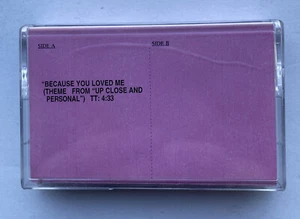 SIDE A
SIDE B
"BECAUSE YOU LOVED ME
(THEME FROM "UP CLOSE AND
PERSONAL") TT: 4:33